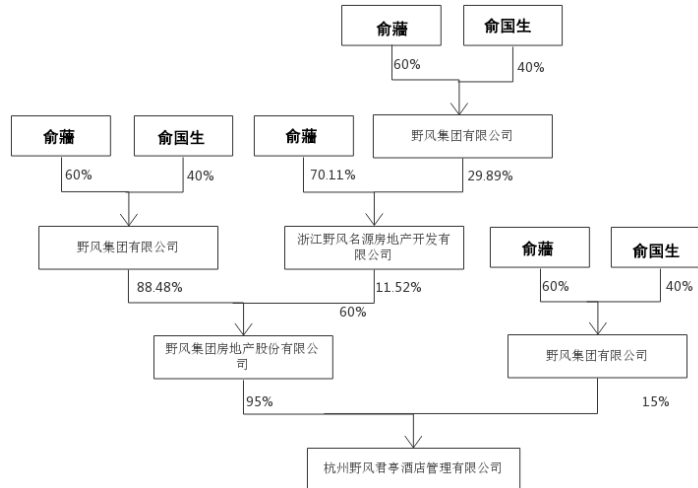 俞蘠
俞国生
60%
40%
野风集团有限公司
俞蘠
俞国生
俞蘠
60%
40%
70.11%
29.89%
野风集团有限公司
浙江野风名源房地产开发有
限公司
俞蘠
俞国生
88.48%
11.52%
60%
40%
60%
野风集团房地产股份有限公
司
野风集团有限公司
95%
15%
杭州野风君亭酒店管理有限公司